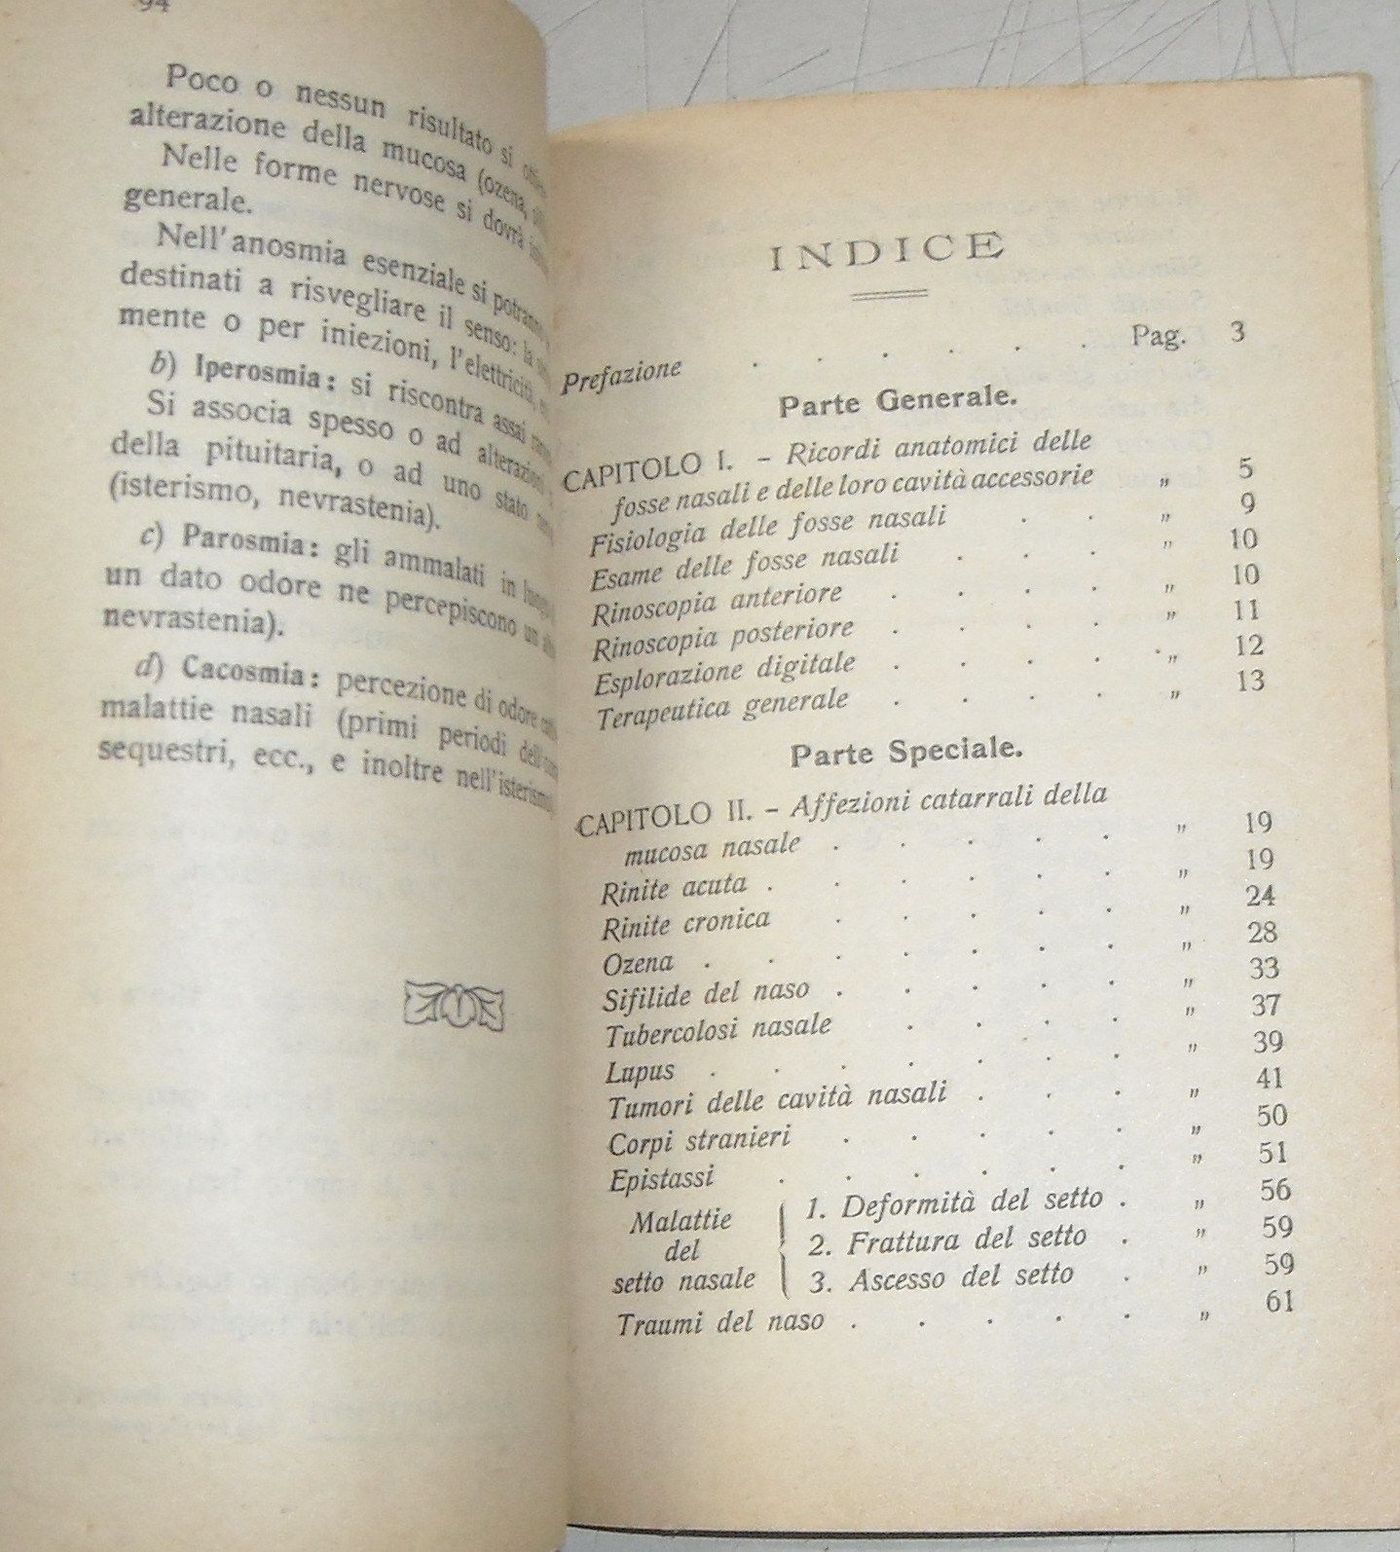 94
Poco o nessun risultato si
alterazione della mucosa (ozena,
Nelle forme nervose si dovrà
generale.
Nell'anosmia esenziale si potranno
destinati a risvegliare il senso: la
mente o per iniezioni, l'elettricità,
b) Iperosmia: si riscontra assai
Si associa spesso o ad alterazioni
della pituitaria, o ad uno stato
(isterismo, nevrastenia).
c) Parosmia: gli ammalati in
un dato odore ne percepiscono un
nevrastenia).
d) Cacosmia: percezione di odore
malattie nasali (primi periodi
sequestri, ecc., e inoltre nell'isterismo
INDICE
Prefazione . . . . . . Pag. 3
Parte Generale.
CAPITOLO I. – Ricordi anatomici delle
fosse nasali e delle loro cavità accessorie „ 5
Fisiologia delle fosse nasali . . „ 9
Esame delle fosse nasali . . . „ 10
Rinoscopia anteriore . . . . „ 10
Rinoscopia posteriore . . . . „ 11
Esplorazione digitale . . . . „ 12
Terapeutica generale . . . . „ 13
Parte Speciale.
CAPITOLO II. – Affezioni catarrali della
mucosa nasale . . . . . „ 19
Rinite acuta . . . . . . „ 19
Rinite cronica . . . . . „ 24
Ozena . . . . . . . „ 28
Sifilide del naso . . . . . „ 33
Tubercolosi nasale . . . . „ 37
Lupus . . . . . . . „ 39
Tumori delle cavità nasali . . . „ 41
Corpi stranieri . . . . . „ 50
Epistassi . . . . . . „ 51
Malattie del setto nasale
1. Deformità del setto . „ 56
2. Frattura del setto . „ 59
3. Ascesso del setto . „ 59
Traumi del naso . . . . . „ 61